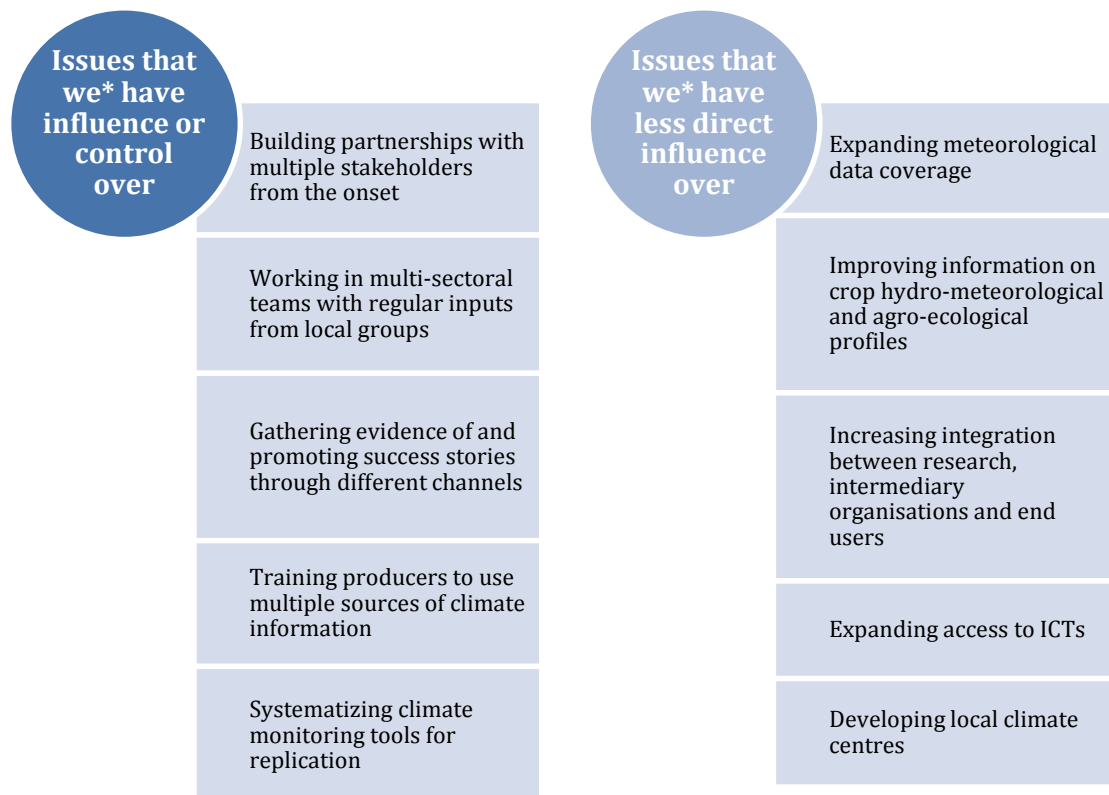 Issues that
we* have
influence or
control
over
Building partnerships with
multiple stakeholders
from the onset
Working in multi-sectoral
teams with regular inputs
from local groups
Gathering evidence of and
promoting success stories
through different channels
Training producers to use
multiple sources of climate
information
Systematizing climate
monitoring tools for
replication
Issues that
we* have
less direct
influence
over
Expanding meteorological
data coverage
Improving information on
crop hydro-meteorological
and agro-ecological
profiles
Increasing integration
between research,
intermediary
organisations and end
users
Expanding access to ICTs
Developing local climate
centres